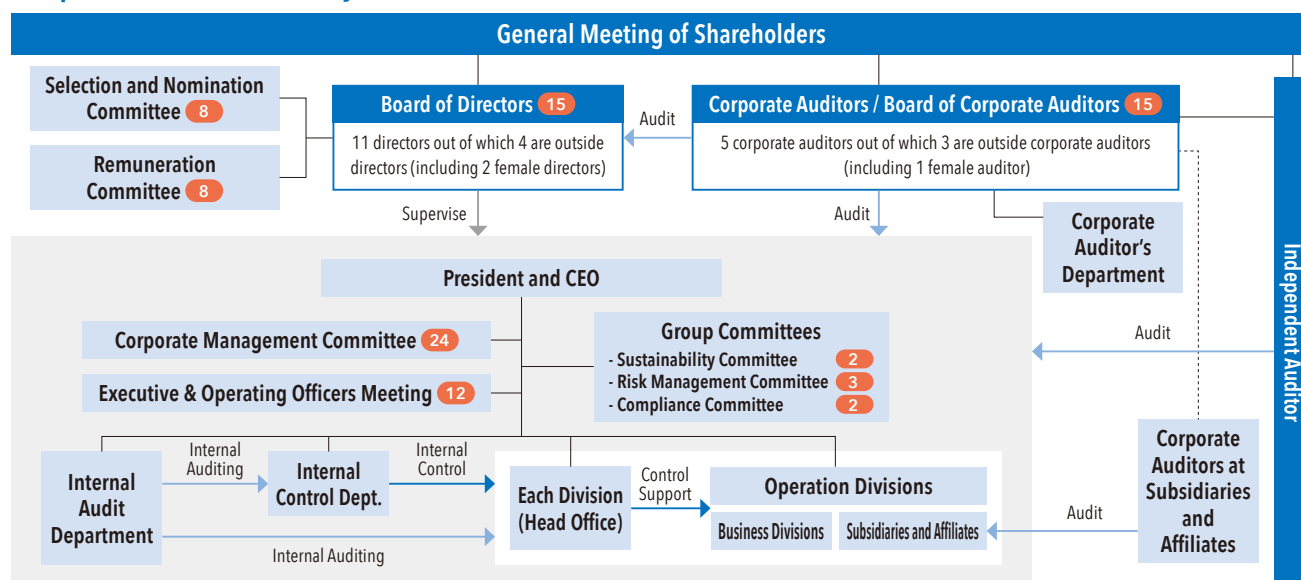 General Meeting of Shareholders
Selection and Nomination
Committee 8
Remuneration
Committee 8
Board of Directors 15
11 directors out of which 4 are outside
directors (including 2 female directors)
Audit
Corporate Auditors / Board of Corporate Auditors 15
5 corporate auditors out of which 3 are outside corporate auditors
(including 1 female auditor)
Supervise
Audit
Corporate
Auditor's
Department
Independent Auditor
President and CEO
Corporate Management Committee 24
Executive & Operating Officers Meeting 12
Group Committees
- Sustainability Committee 2
- Risk Management Committee 3
- Compliance Committee 2
Audit
Internal
Audit
Department
Internal
Auditing
Internal
Control Dept.
Internal
Control
Internal Auditing
Each Division
(Head Office)
Control
Support
Operation Divisions
Business Divisions
Subsidiaries and Affiliates
Audit
Corporate
Auditors at
Subsidiaries
and
Affiliates